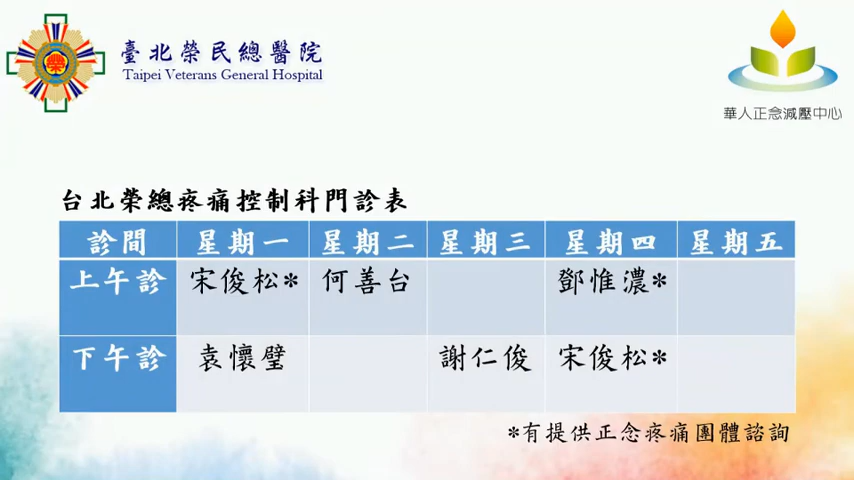 臺北榮民總醫院
Taipei Veterans General Hospital
華人正念減壓中心
台北榮總疼痛控制科門診表
診間 星期一 星期二 星期三 星期四 星期五
上午診 宋俊松* 何善台 鄧惟濃*
下午診 袁懷璧 謝仁俊 宋俊松*
*有提供正念疼痛團體諮詢